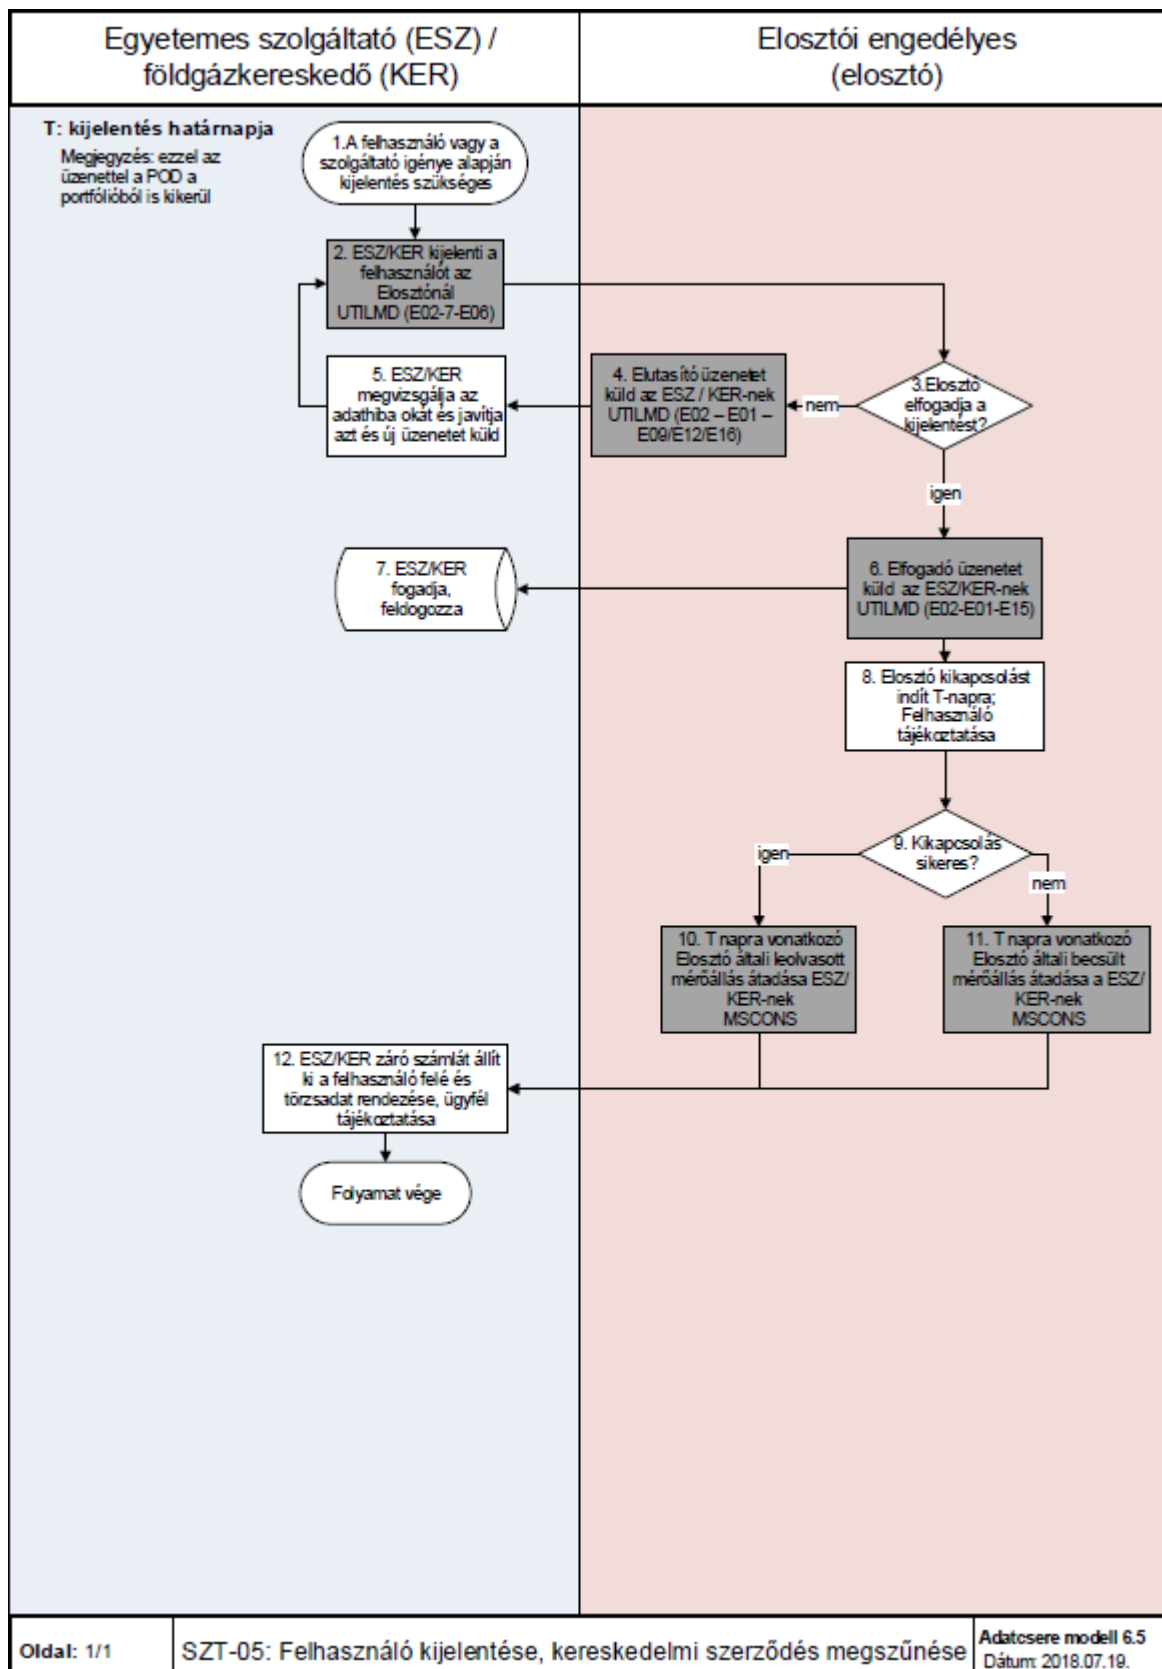 Egyetemes szolgáltató (ESZ) /
földgázkereskedő (KER)
Elosztói engedélyes
(elosztó)
T: kijelentés határnapja
Megjegyzés: ezzel az
üzenettel a POD a
portfólióból is kikerül
1.A felhasználó vagy a
szolgáltató igénye alapján
kijelentés szükséges
2. ESZ/KER kijelenti a
felhasználót az
Elosztónál
UTILMD (E02-7-E06)
3.Elosztó
elfogadja a
kijelentést?
nem
4. Elutasító üzenetet
küld az ESZ / KER-nek
UTILMD (E02 – E01 –
E09/E12/E16)
5. ESZ/KER
megvizsgálja az
adathiba okát és javítja
azt és új üzenetet küld
igen
6. Elfogadó üzenetet
küld az ESZ/KER-nek
UTILMD (E02-E01-E15)
7. ESZ/KER
fogadja,
feldogozza
8. Elosztó kikapcsolást
indít T-napra;
Felhasználó
tájékoztatása
9. Kikapcsolás
sikeres?
igen
nem
10. T napra vonatkozó
Elosztó általi leolvasott
mérőállás átadása ESZ/
KER-nek
MSCONS
11. T napra vonatkozó
Elosztó általi becsült
mérőállás átadása a ESZ/
KER-nek
MSCONS
12. ESZ/KER záró számlát állít
ki a felhasználó felé és
törzsadat rendezése, ügyfél
tájékoztatása
Folyamat vége
Oldal: 1/1
SZT-05: Felhasználó kijelentése, kereskedelmi szerződés megszűnése
Adatcsere modell 6.5
Dátum: 2018.07.19.